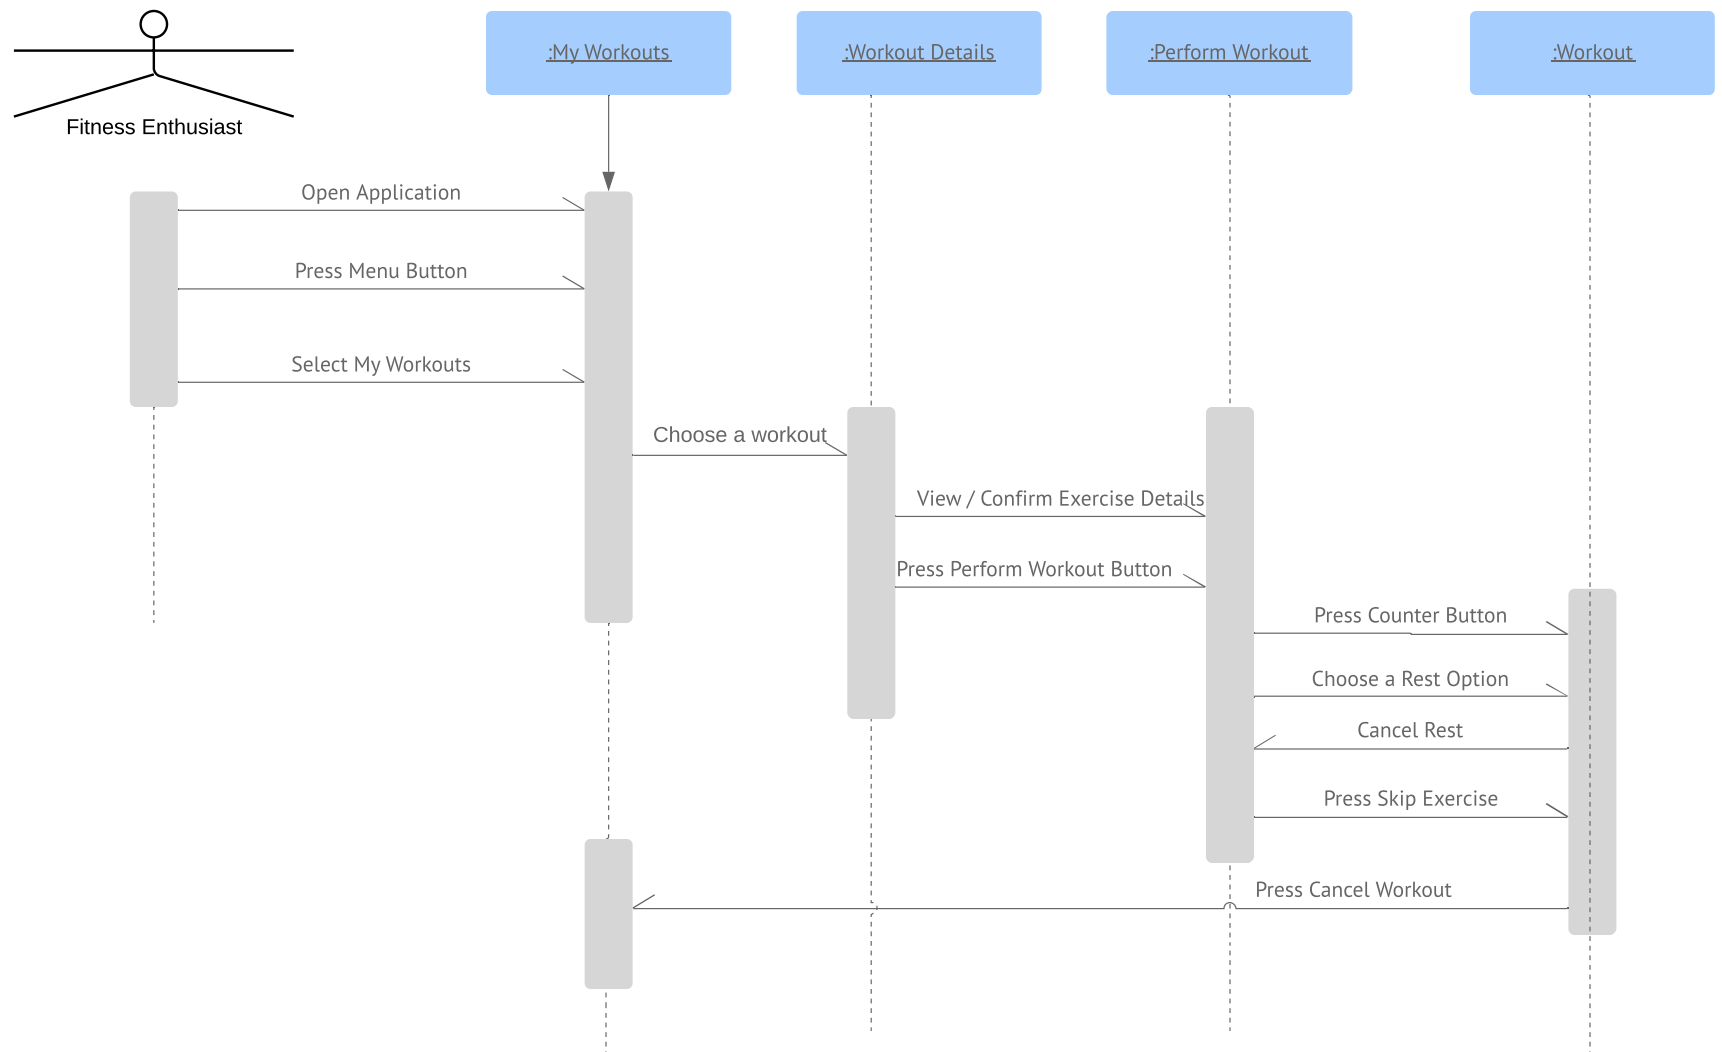 :My Workouts
:Workout Details
:Perform Workout
:Workout
Fitness Enthusiast
Open Application
Press Menu Button
Select My Workouts
Choose a workout
View / Confirm Exercise Details
Press Perform Workout Button
Press Counter Button
Choose a Rest Option
Cancel Rest
Press Skip Exercise
Press Cancel Workout